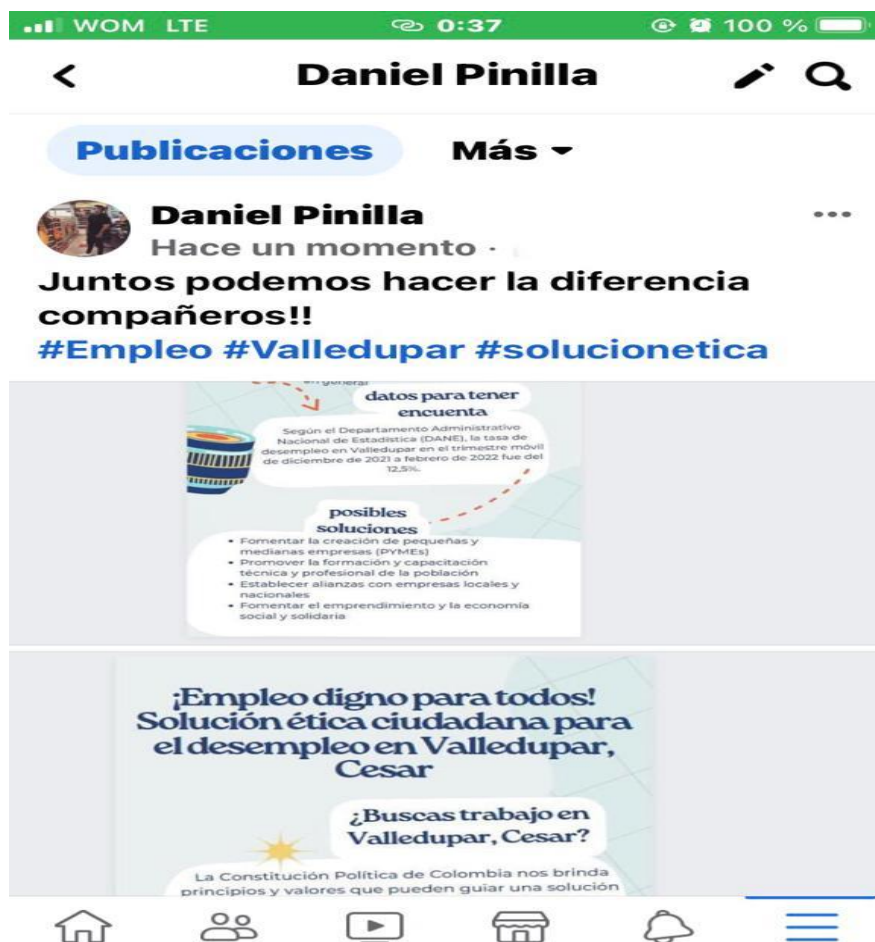 WOM LTE 0:37 100 %
Daniel Pinilla
Publicaciones Más
Daniel Pinilla
Hace un momento ·
Juntos podemos hacer la diferencia
compañeros!!
#Empleo #Valledupar #solucionetica
en general
datos para tener
encuenta
Según el Departamento Administrativo
Nacional de Estadística (DANE), la tasa de
desempleo en Valledupar en el trimestre móvil
de diciembre de 2021 a febrero de 2022 fue del
12,5%.
posibles
soluciones
• Fomentar la creación de pequeñas y
medianas empresas (PYMEs)
• Promover la formación y capacitación
técnica y profesional de la población
• Establecer alianzas con empresas locales y
nacionales
• Fomentar el emprendimiento y la economía
social y solidaria
¡Empleo digno para todos!
Solución ética ciudadana para
el desempleo en Valledupar,
Cesar
¿Buscas trabajo en
Valledupar, Cesar?
La Constitución Política de Colombia nos brinda
principios y valores que pueden guiar una solución